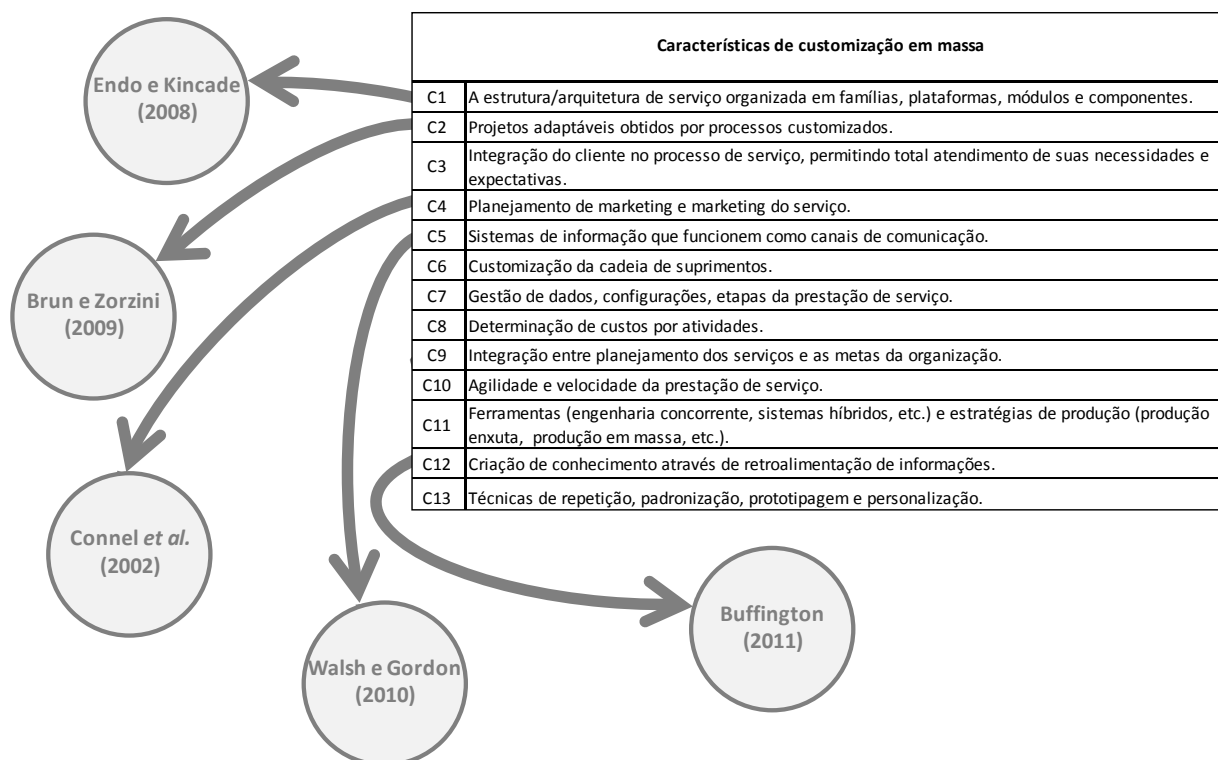 Características de customização em massa
C1 A estrutura/arquitetura de serviço organizada em famílias, plataformas, módulos e componentes.
C2 Projetos adaptáveis obtidos por processos customizados.
C3 Integração do cliente no processo de serviço, permitindo total atendimento de suas necessidades e
expectativas.
C4 Planejamento de marketing e marketing do serviço.
C5 Sistemas de informação que funcionem como canais de comunicação.
C6 Customização da cadeia de suprimentos.
C7 Gestão de dados, configurações, etapas da prestação de serviço.
C8 Determinação de custos por atividades.
C9 Integração entre planejamento dos serviços e as metas da organização.
C10 Agilidade e velocidade da prestação de serviço.
C11 Ferramentas (engenharia concorrente, sistemas híbridos, etc.) e estratégias de produção (produção
enxuta, produção em massa, etc.).
C12 Criação de conhecimento através de retroalimentação de informações.
C13 Técnicas de repetição, padronização, prototipagem e personalização.
Endo e Kincade
(2008)
Brun e Zorzini
(2009)
Connel et al.
(2002)
Walsh e Gordon
(2010)
Buffington
(2011)